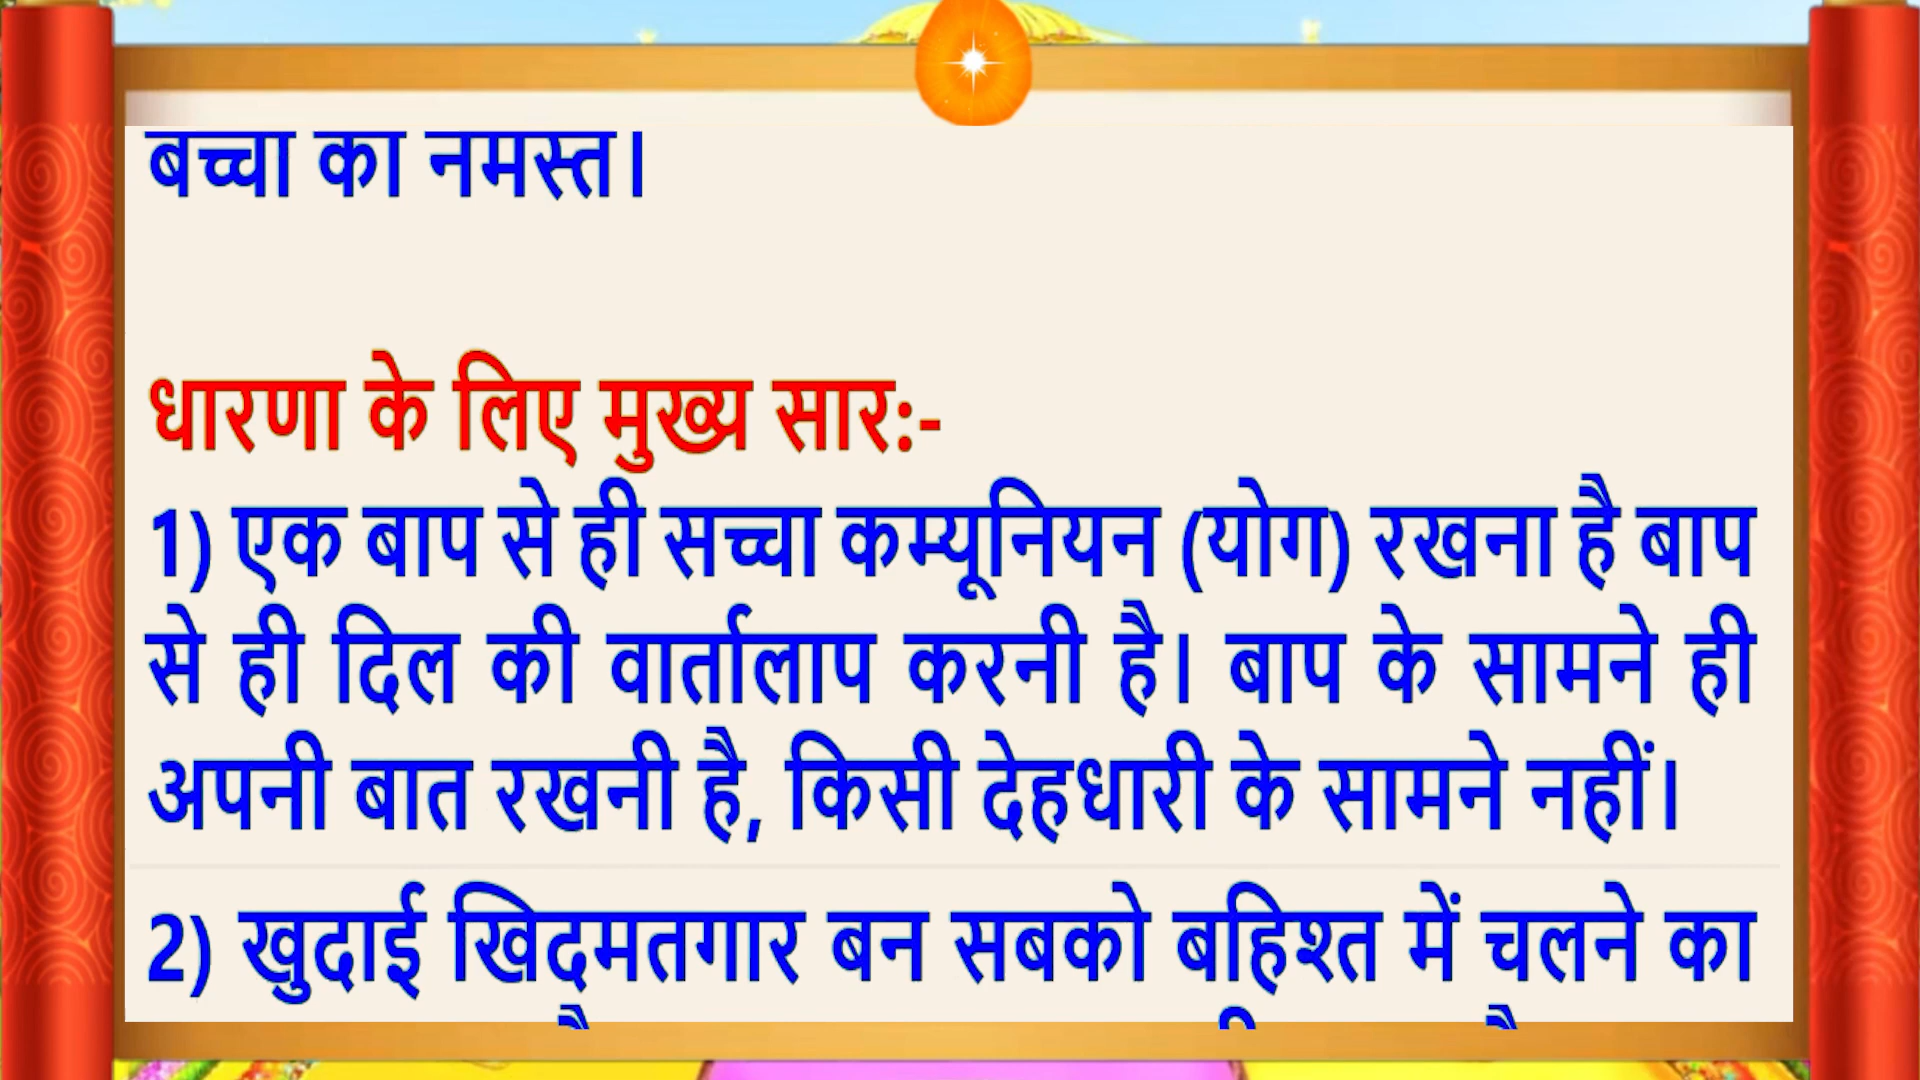 बच्चा का नमस्त।
धारणा के लिए मुख्य सार:-
1) एक बाप से ही सच्चा कम्यूनियन (योग) रखना है बाप
से ही दिल की वार्तालाप करनी है। बाप के सामने ही
अपनी बात रखनी है, किसी देहधारी के सामने नहीं।
2) खुदाई खिदमतगार बन सबको बहिश्त में चलने का